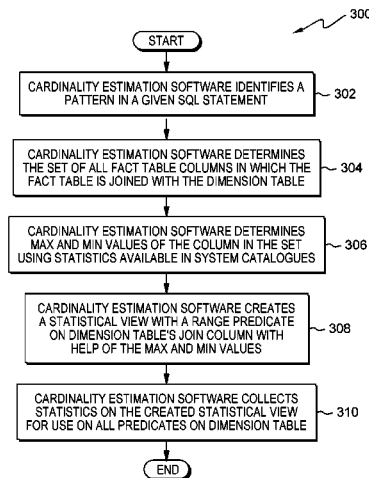 300
START
CARDINALITY ESTIMATION SOFTWARE IDENTIFIES A
PATTERN IN A GIVEN SQL STATEMENT
302
CARDINALITY ESTIMATION SOFTWARE DETERMINES
THE SET OF ALL FACT TABLE COLUMNS IN WHICH THE
FACT TABLE IS JOINED WITH THE DIMENSION TABLE
304
CARDINALITY ESTIMATION SOFTWARE DETERMINES
MAX AND MIN VALUES OF THE COLUMN IN THE SET
USING STATISTICS AVAILABLE IN SYSTEM CATALOGUES
306
CARDINALITY ESTIMATION SOFTWARE CREATES
A STATISTICAL VIEW WITH A RANGE PREDICATE
ON DIMENSION TABLE'S JOIN COLUMN WITH
HELP OF THE MAX AND MIN VALUES
308
CARDINALITY ESTIMATION SOFTWARE COLLECTS
STATISTICS ON THE CREATED STATISTICAL VIEW
FOR USE ON ALL PREDICATES ON DIMENSION TABLE
310
END